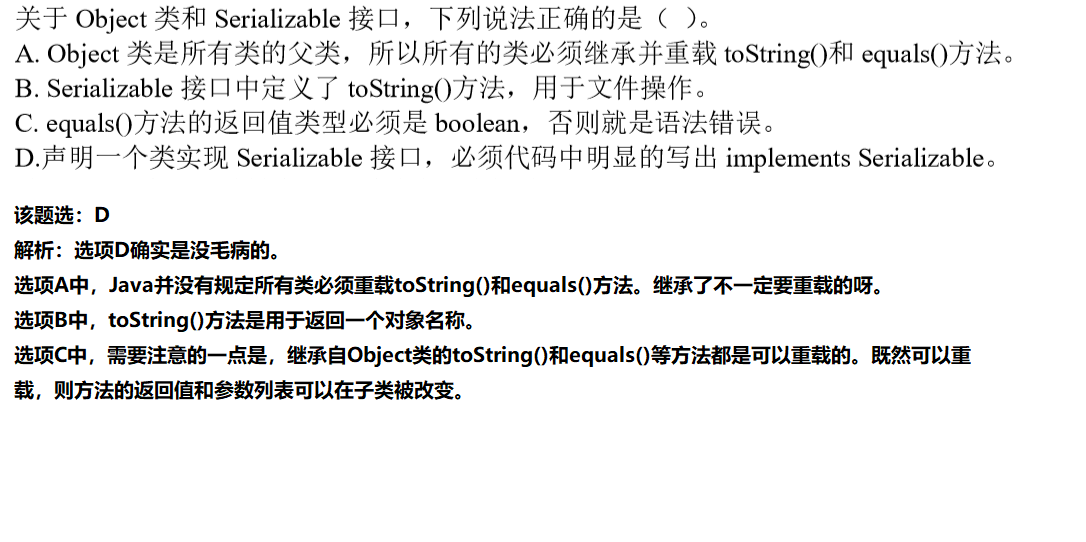 关于 Object 类和 Serializable 接口，下列说法正确的是（  ）。
A. Object 类是所有类的父类，所以所有的类必须继承并重载 toString()和 equals()方法。
B. Serializable 接口中定义了 toString()方法，用于文件操作。
C. equals()方法的返回值类型必须是 boolean，否则就是语法错误。
D.声明一个类实现 Serializable 接口，必须代码中明显的写出 implements Serializable。
该题选：D
解析：选项D确实是没毛病的。
选项A中，Java并没有规定所有类必须重载toString()和equals()方法。继承了不一定要重载的呀。
选项B中，toString()方法是用于返回一个对象名称。
选项C中，需要注意的一点是，继承自Object类的toString()和equals()等方法都是可以重载的。既然可以重
载，则方法的返回值和参数列表可以在子类被改变。